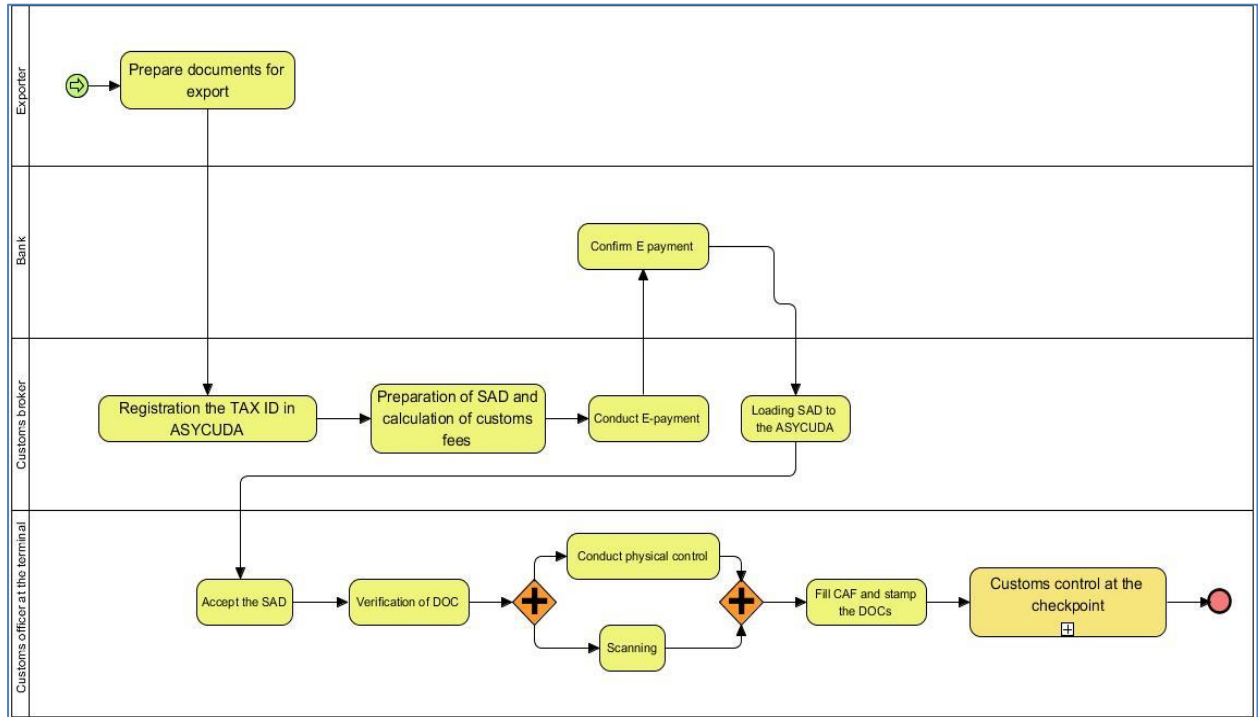 Exporter
Prepare documents for
export
Bank
Confirm E payment
Customs broker
Registration the TAX ID in
ASYCUDA
Preparation of SAD and
calculation of customs
fees
Conduct E-payment
Loading SAD to
the ASYCUDA
Customs officer at the terminal
Accept the SAD
Verification of DOC
Conduct physical control
Scanning
Fill CAF and stamp
the DOCs
Customs control at the
checkpoint